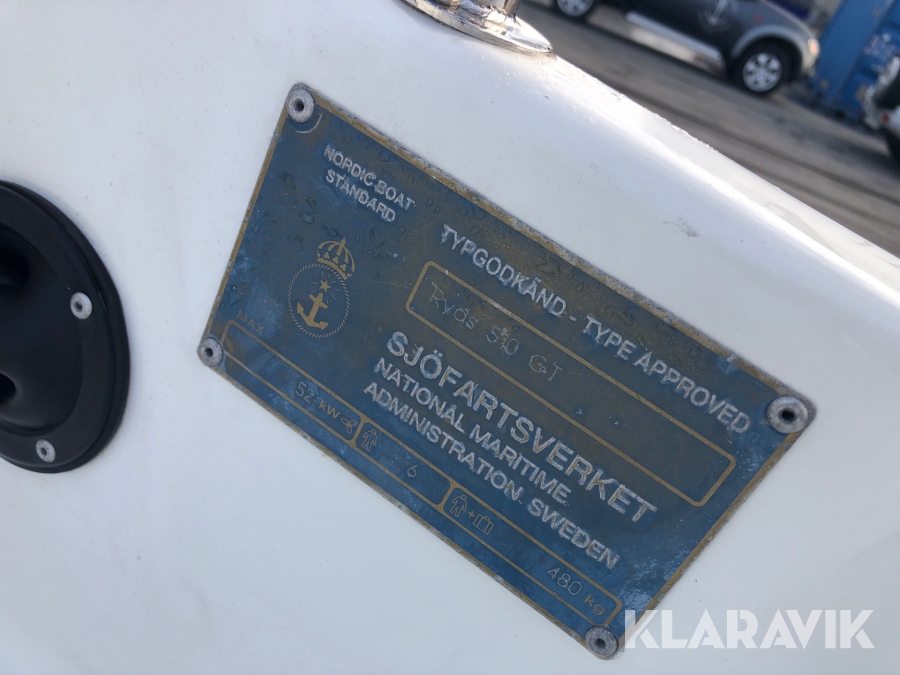 NORDIC BOAT
STANDARD
TYPGODKÄND - TYPE APPROVED
Ryds GT
SJÖFARTSVERKET
NATIONAL MARITIME
ADMINISTRATION SWEDEN
MAX
52 kW
6
+
480 kg
KLARAVIK